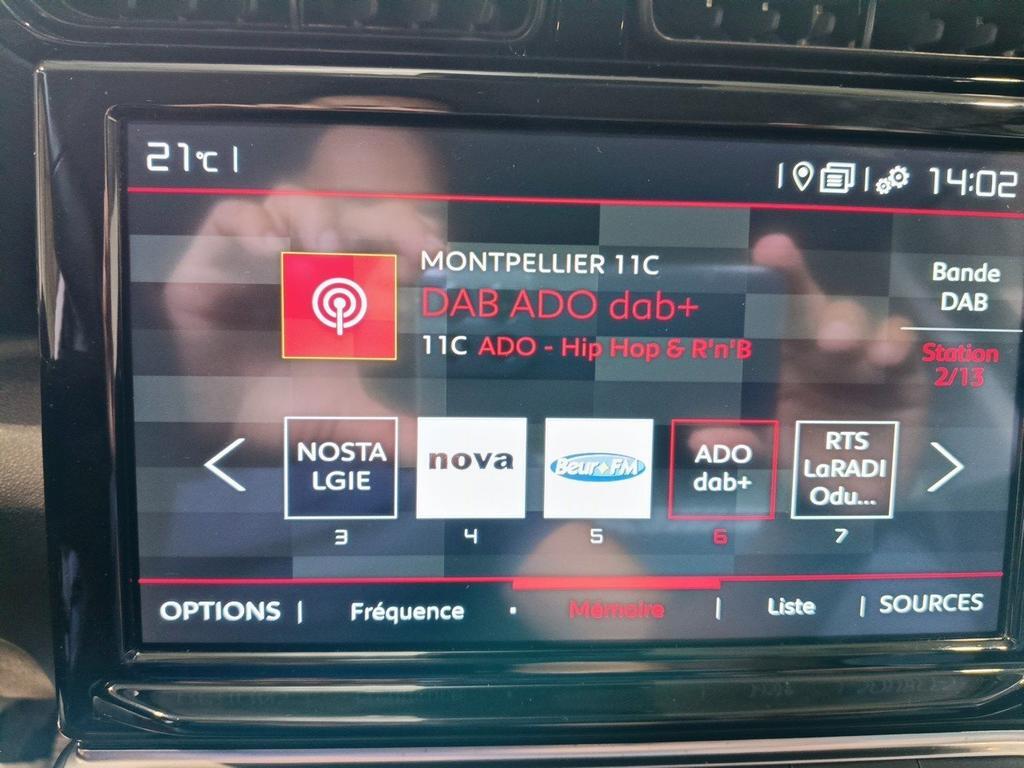 21°C
14:02
MONTPELLIER 11C
DAB ADO dab+
11C ADO - Hip Hop & R'n'B
Bande
DAB
Station
2/13
NOSTA
LGIE
nova
Beur FM
ADO
dab+
RTS
LaRADI
Odu...
3
4
5
6
7
OPTIONS
Fréquence
Mémoire
Liste
SOURCES